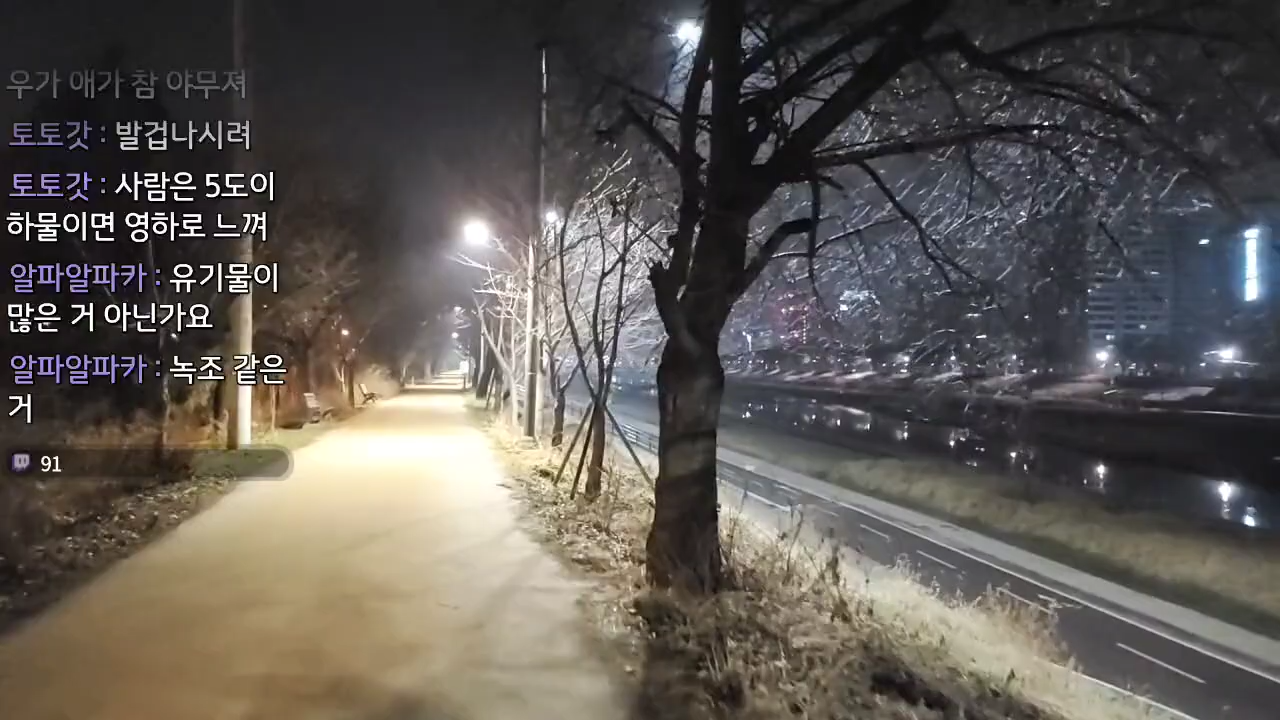 우가 애가 참 야무져
토토갓 : 발겁나시려
토토갓 : 사람은 5도이
하물이면 영하로 느껴
알파알파카 : 유기물이
많은 거 아닌가요
알파알파카 : 녹조 같은
거
91